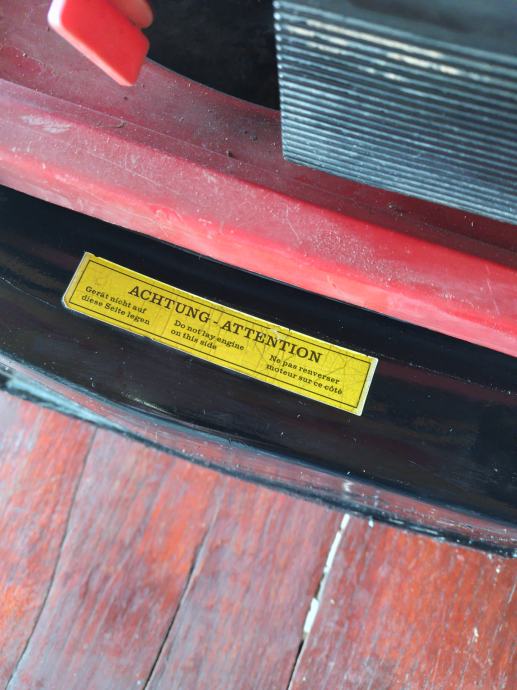 ACHTUNG - ATTENTION
Gerät nicht auf
diese Seite legen
Do not lay engine
on this side
Ne pas renverser
moteur sur ce côté